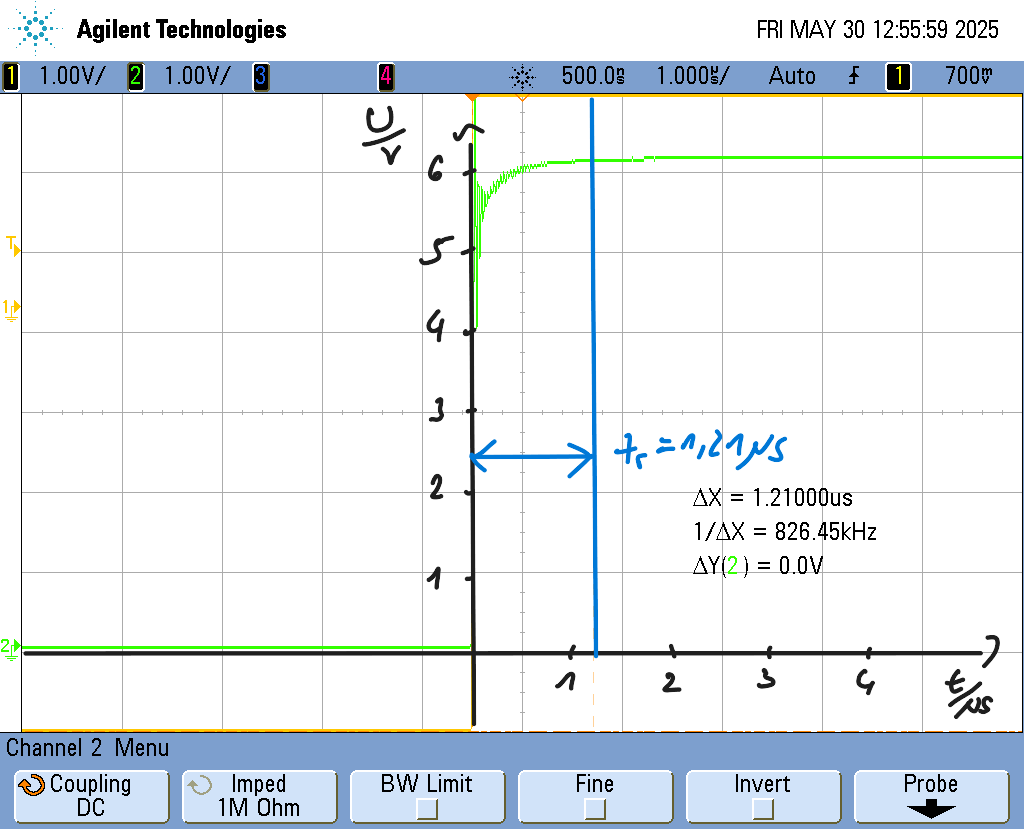 Agilent Technologies FRI MAY 30 12:55:59 2025
1 1.00V/ 2 1.00V/ 3 4 500.0ns 1.000us/ Auto 1 700mV
U/V
6
T
5
1
4
3
tr = 1,21µs
2
ΔX = 1.21000us
1/ΔX = 826.45kHz
1
ΔY(2) = 0.0V
2
1 2 3 4 t/µs
Channel 2 Menu
Coupling Imped BW Limit Fine Invert Probe
DC 1M Ohm